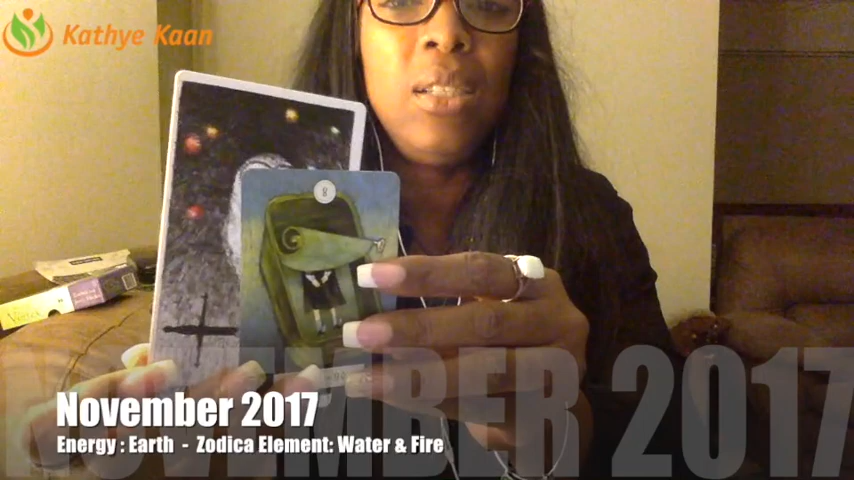 Kathye Kaan
8
NOVEMBER 2017
November 2017
Energy : Earth - Zodica Element: Water & Fire